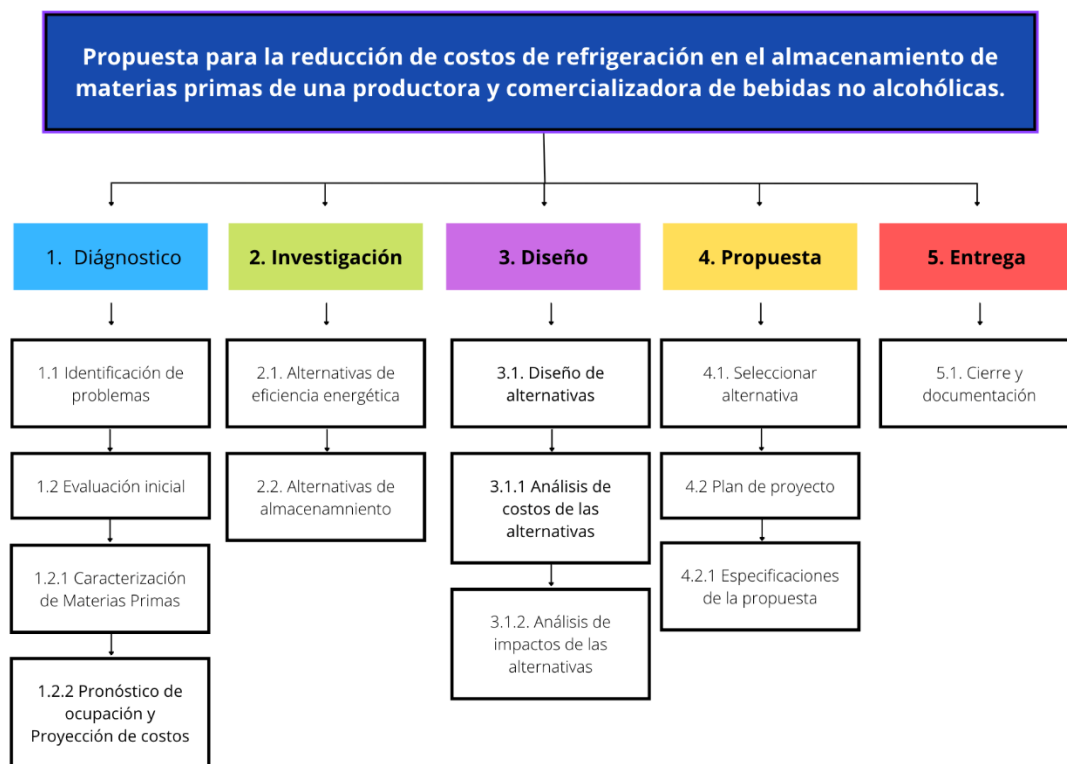 Propuesta para la reducción de costos de refrigeración en el almacenamiento de
materias primas de una productora y comercializadora de bebidas no alcohólicas.
1. Diágnostico
2. Investigación
3. Diseño
4. Propuesta
5. Entrega
1.1 Identificación de
problemas
1.2 Evaluación inicial
1.2.1 Caracterización
de Materias Primas
1.2.2 Pronóstico de
ocupación y
Proyección de costos
2.1. Alternativas de
eficiencia energética
2.2. Alternativas de
almacenamniento
3.1. Diseño de
alternativas
3.1.1 Análisis de
costos de las
alternativas
3.1.2. Análisis de
impactos de las
alternativas
4.1. Seleccionar
alternativa
4.2 Plan de proyecto
4.2.1 Especificaciones
de la propuesta
5.1. Cierre y
documentación